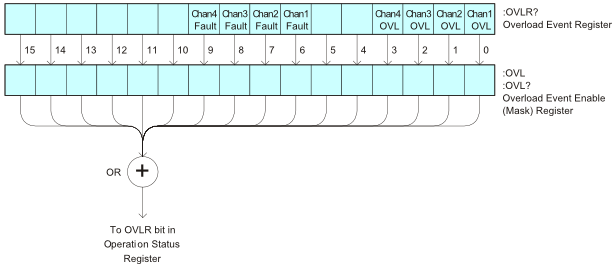 Chan4 Chan3 Chan2 Chan1 Chan4 Chan3 Chan2 Chan1 :OVLR?
Fault Fault Fault Fault OVL OVL OVL OVL Overload Event Register
15 14 13 12 11 10 9 8 7 6 5 4 3 2 1 0
:OVL
:OVL?
Overload Event Enable
(Mask) Register
OR +
To OVLR bit in
Operation Status
Register